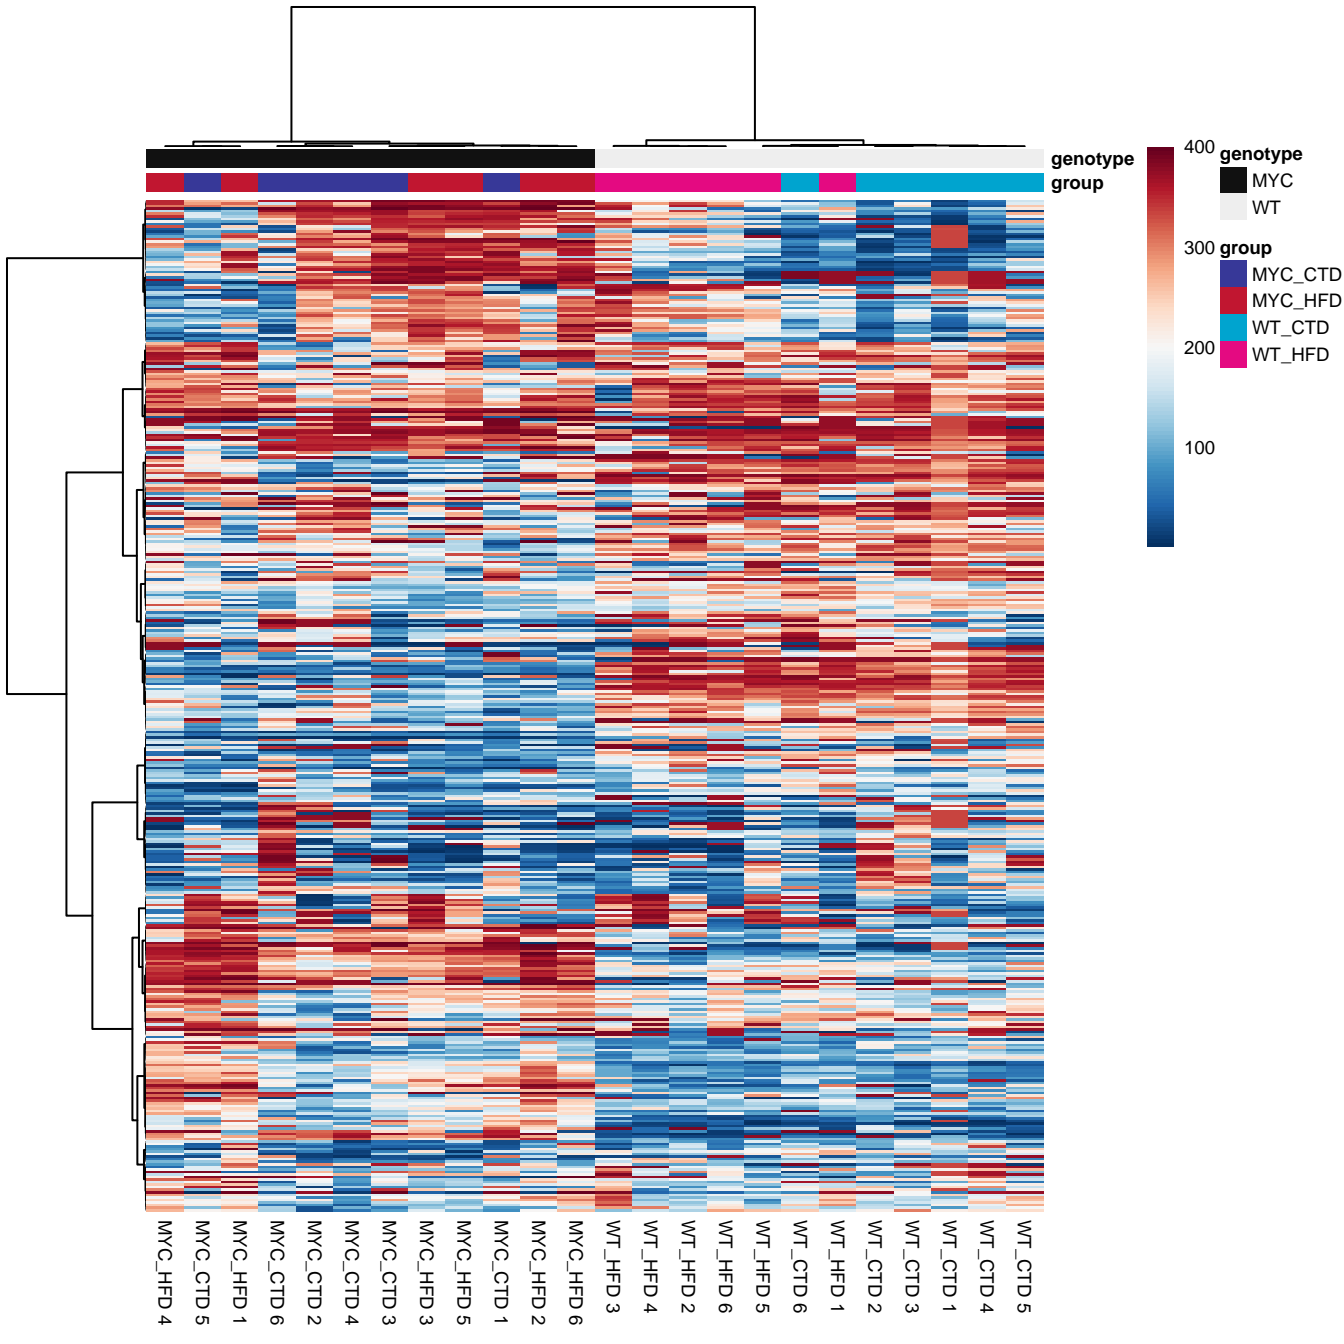 genotype
group
400
300
200
100
genotype
MYC
WT
group
MYC_CTD
MYC_HFD
WT_CTD
WT_HFD
MYC_HFD 4
MYC_CTD 5
MYC_HFD 1
MYC_CTD 6
MYC_CTD 2
MYC_CTD 4
MYC_CTD 3
MYC_HFD 3
MYC_HFD 5
MYC_CTD 1
MYC_HFD 2
MYC_HFD 6
WT_HFD 3
WT_HFD 4
WT_HFD 2
WT_HFD 6
WT_HFD 5
WT_CTD 6
WT_HFD 1
WT_CTD 2
WT_CTD 3
WT_CTD 1
WT_CTD 4
WT_CTD 5